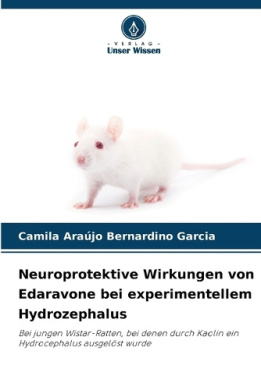 - VERLAG -
Unser Wissen
Camila Araújo Bernardino Garcia
Neuroprotektive Wirkungen von
Edaravone bei experimentellem
Hydrozephalus
Bei jungen Wistar-Ratten, bei denen durch Kaolin ein
Hydrocephalus ausgelöst wurde